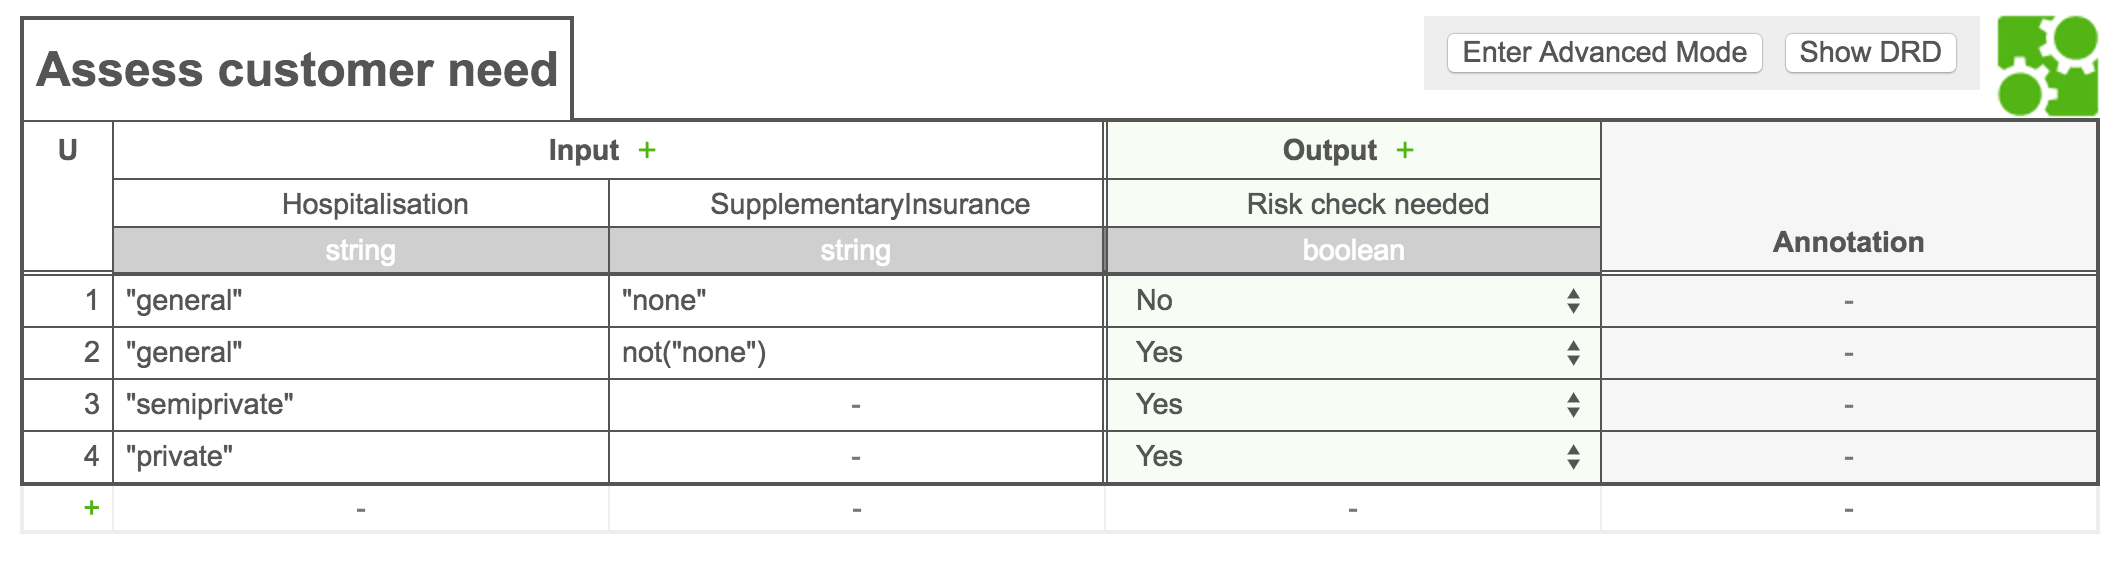 Assess customer need
Enter Advanced Mode Show DRD
U Input + Output +
Hospitalisation SupplementaryInsurance Risk check needed
Annotation
string string boolean
1 "general" "none" No -
2 "general" not("none") Yes -
3 "semiprivate" - Yes -
4 "private" - Yes -
+ - - - -